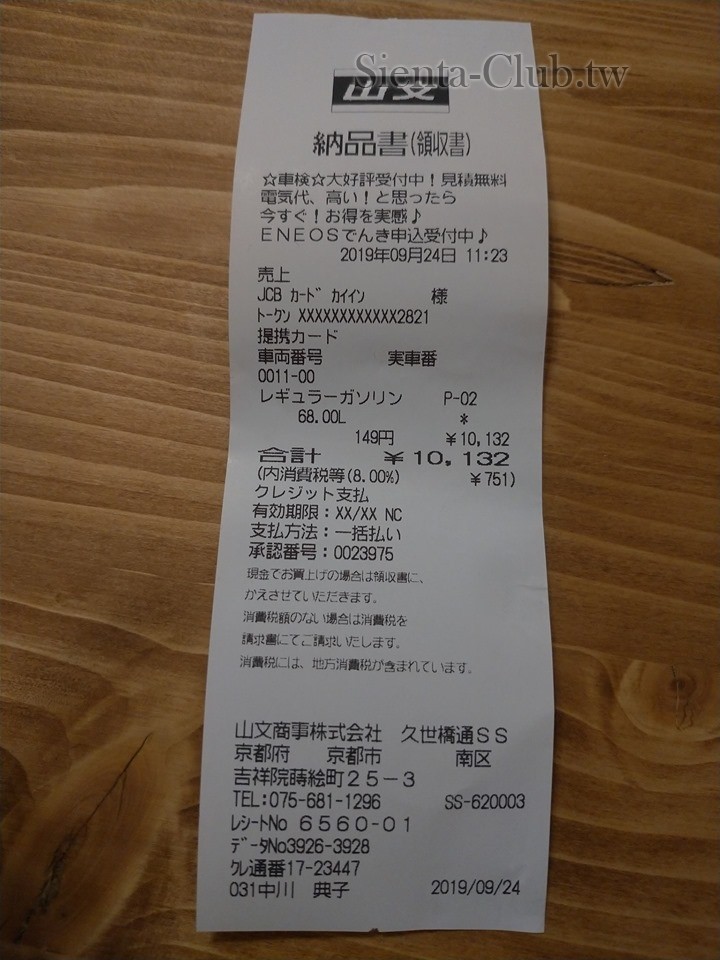 Sienta-Club.tw
山文
納品書(領収書)
☆車検☆大好評受付中！見積無料
電気代、高い！と思ったら
今すぐ！お得を実感♪
ＥＮＥＯＳでんき申込受付中♪
2019年09月24日 11:23
売上
JCB ｶｰﾄﾞ ｶｲｲﾝ 様
ﾄｰｸﾝ XXXXXXXXXXXX2821
提携カード
車両番号 実車番
0011-00
レギュラーガソリン P-02
68.00L *
149円 ￥10,132
合計 ￥10,132
(内消費税等(8.00%) ￥751)
クレジット支払
有効期限：XX/XX NC
支払方法：一括払い
承認番号：0023975
現金でお買上げの場合は領収書に、
かえさせていただきます。
消費税額のない場合は消費税を
請求書にてご請求いたします。
消費税には、地方消費税が含まれています。
山文商事株式会社 久世橋通ＳＳ
京都府 京都市 南区
吉祥院蒔絵町２５－３
TEL:075-681-1296 SS-620003
ﾚｼｰﾄNo ６５６０-０１
ﾃﾞｰﾀNo3926-3928
ｸﾚ通番17-23447
031中川 典子 2019/09/24